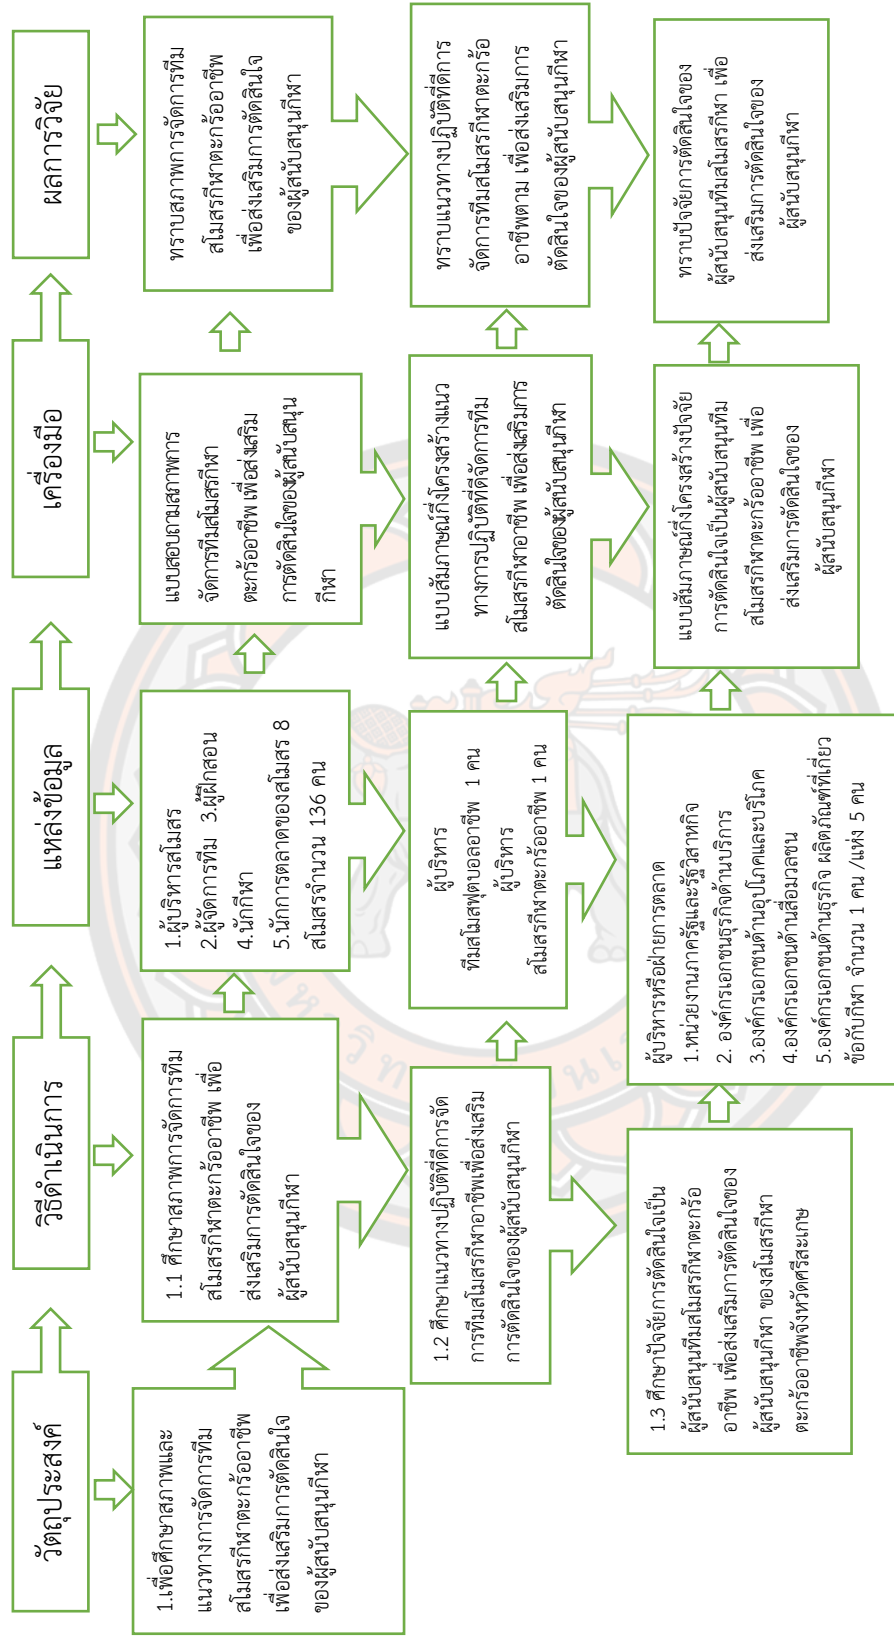 วัตถุประสงค์
วิธีดำเนินการ
แหล่งข้อมูล
เครื่องมือ
ผลการวิจัย
1.เพื่อศึกษาสภาพและ
แนวทางการจัดการทีม
สโมสรกีฬาตะกร้ออาชีพ
เพื่อส่งเสริมการตัดสินใจ
ของผู้สนับสนุนกีฬา
1.1 ศึกษาสภาพการจัดการทีม
สโมสรกีฬาตะกร้ออาชีพ เพื่อ
ส่งเสริมการตัดสินใจของ
ผู้สนับสนุนกีฬา
1.ผู้บริหารสโมสร
2.ผู้จัดการทีม 3.ผู้ฝึกสอน
4.นักกีฬา
5.นักการตลาดของสโมสร 8
สโมสรจำนวน 136 คน
แบบสอบถามสภาพการ
จัดการทีมสโมสรกีฬา
ตะกร้ออาชีพ เพื่อส่งเสริม
การตัดสินใจของผู้สนับสนุน
กีฬา
ทราบสภาพการจัดการทีม
สโมสรกีฬาตะกร้ออาชีพ
เพื่อส่งเสริมการตัดสินใจ
ของผู้สนับสนุนกีฬา
1.2 ศึกษาแนวทางปฏิบัติที่ดีการจัด
การทีมสโมสรกีฬาอาชีพเพื่อส่งเสริม
การตัดสินใจของผู้สนับสนุนกีฬา
ผู้บริหาร
ทีมสโมสฟุตบอลอาชีพ 1 คน
ผู้บริหาร
สโมสรกีฬาตะกร้ออาชีพ 1 คน
แบบสัมภาษณ์กึ่งโครงสร้างแนว
ทางการปฏิบัติที่ดีจัดการทีม
สโมสรกีฬาอาชีพ เพื่อส่งเสริมการ
ตัดสินใจของผู้สนับสนุนกีฬา
ทราบแนวทางปฏิบัติที่ดีการ
จัดการทีมสโมสรกีฬาตะกร้อ
อาชีพตาม เพื่อส่งเสริมการ
ตัดสินใจของผู้สนับสนุนกีฬา
1.3 ศึกษาปัจจัยการตัดสินใจเป็น
ผู้สนับสนุนทีมสโมสรกีฬาตะกร้อ
อาชีพ เพื่อส่งเสริมการตัดสินใจของ
ผู้สนับสนุนกีฬา ของสโมสรกีฬา
ตะกร้ออาชีพจังหวัดศรีสะเกษ
ผู้บริหารหรือฝ่ายการตลาด
1.หน่วยงานภาครัฐและรัฐวิสาหกิจ
2. องค์กรเอกชนธุรกิจด้านบริการ
3.องค์กรเอกชนด้านอุปโภคและบริโภค
4.องค์กรเอกชนด้านสื่อมวลชน
5.องค์กรเอกชนด้านธุรกิจ ผลิตภัณฑ์ที่เกี่ยว
ข้อกับกีฬา จำนวน 1 คน /แห่ง 5 คน
แบบสัมภาษณ์กึ่งโครงสร้างปัจจัย
การตัดสินใจเป็นผู้สนับสนุนทีม
สโมสรกีฬาตะกร้ออาชีพ เพื่อ
ส่งเสริมการตัดสินใจของ
ผู้สนับสนุนกีฬา
ทราบปัจจัยการตัดสินใจของ
ผู้สนับสนุนทีมสโมสรกีฬา เพื่อ
ส่งเสริมการตัดสินใจของ
ผู้สนับสนุนกีฬา